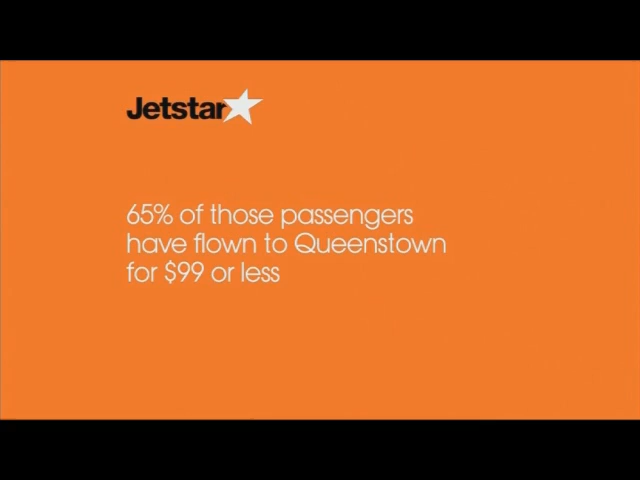 Jetstar
65% of those passengers
have flown to Queenstown
for $99 or less